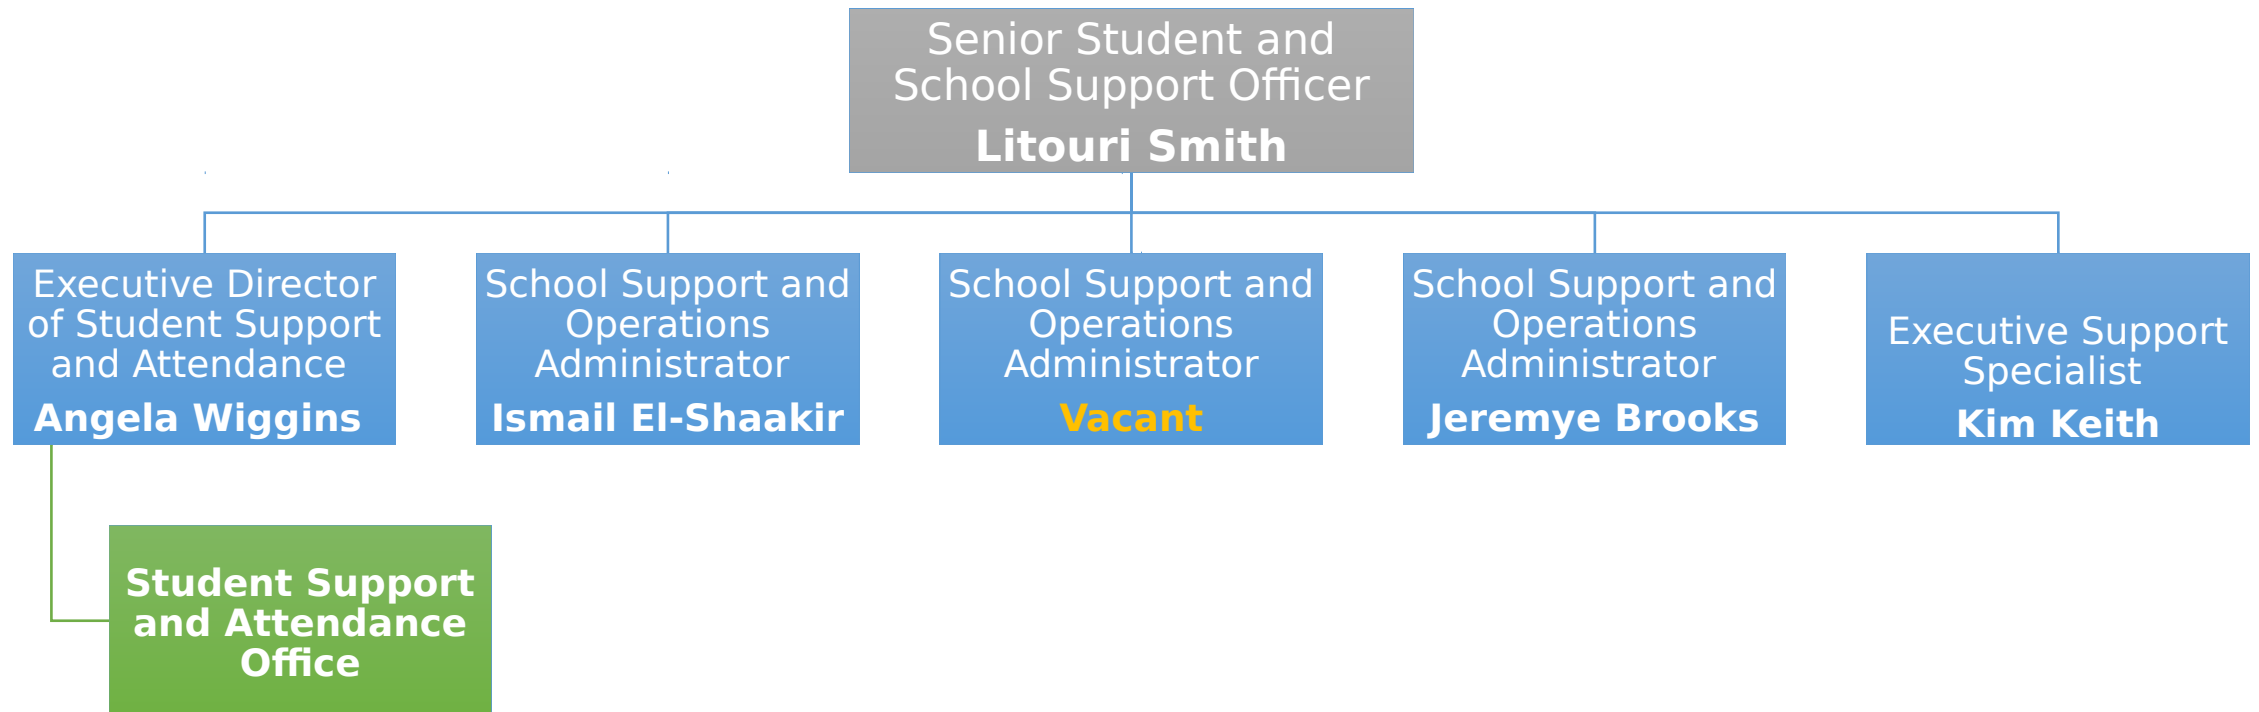 Senior Student and
School Support Officer
Litouri Smith
Executive Director
of Student Support
and Attendance
Angela Wiggins
School Support and
Operations
Administrator
Ismail El-Shaakir
School Support and
Operations
Administrator
Vacant
School Support and
Operations
Administrator
Jeremye Brooks
Executive Support
Specialist
Kim Keith
Student Support
and Attendance
Office